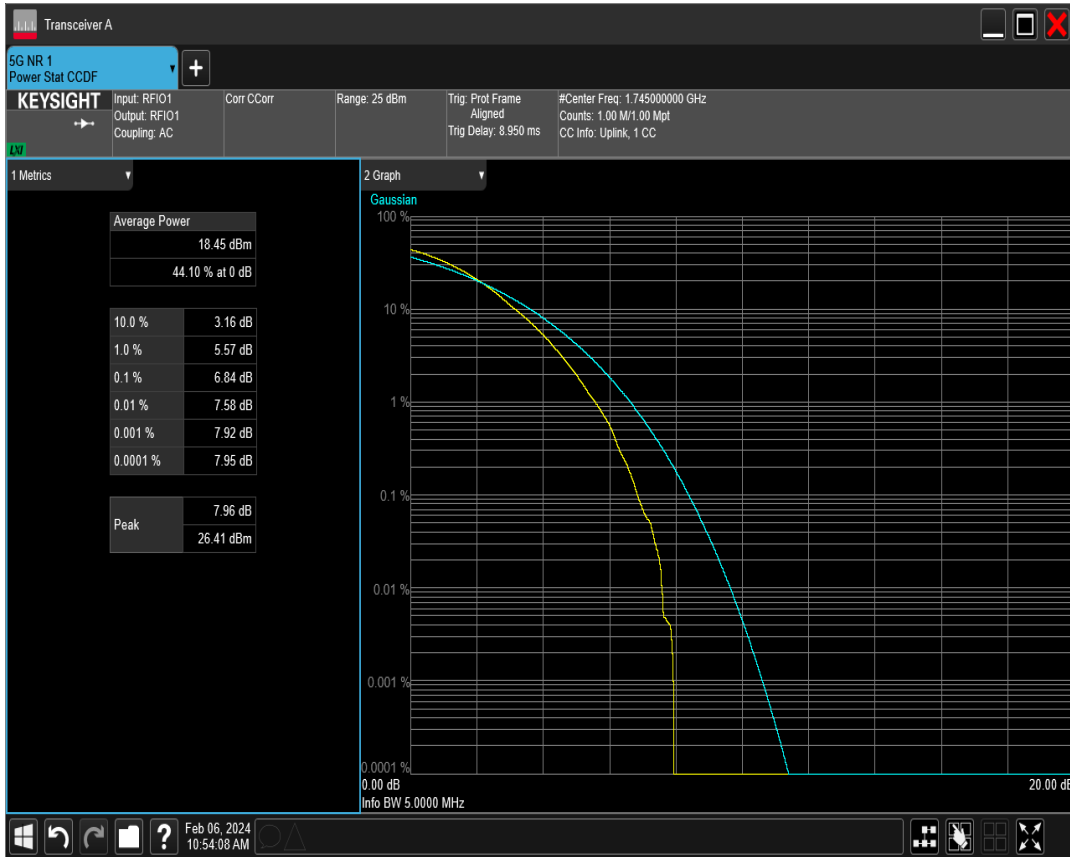 Transceiver A
5G NR 1
Power Stat CCDF
KEYSIGHT
LXI
Input: RFIO1
Output: RFIO1
Coupling: AC
Corr CCorr
Range: 25 dBm
Trig: Prot Frame
Aligned
Trig Delay: 8.950 ms
#Center Freq: 1.745000000 GHz
Counts: 1.00 M/1.00 Mpt
CC Info: Uplink, 1 CC
1 Metrics
Average Power
18.45 dBm
44.10 % at 0 dB
10.0 % 3.16 dB
1.0 % 5.57 dB
0.1 % 6.84 dB
0.01 % 7.58 dB
0.001 % 7.92 dB
0.0001 % 7.95 dB
Peak
7.96 dB
26.41 dBm
2 Graph
Gaussian
100 %
10 %
1 %
0.1 %
0.01 %
0.001 %
0.0001 %
0.00 dB 20.00 dB
Info BW 5.0000 MHz
?
Feb 06, 2024
10:54:08 AM